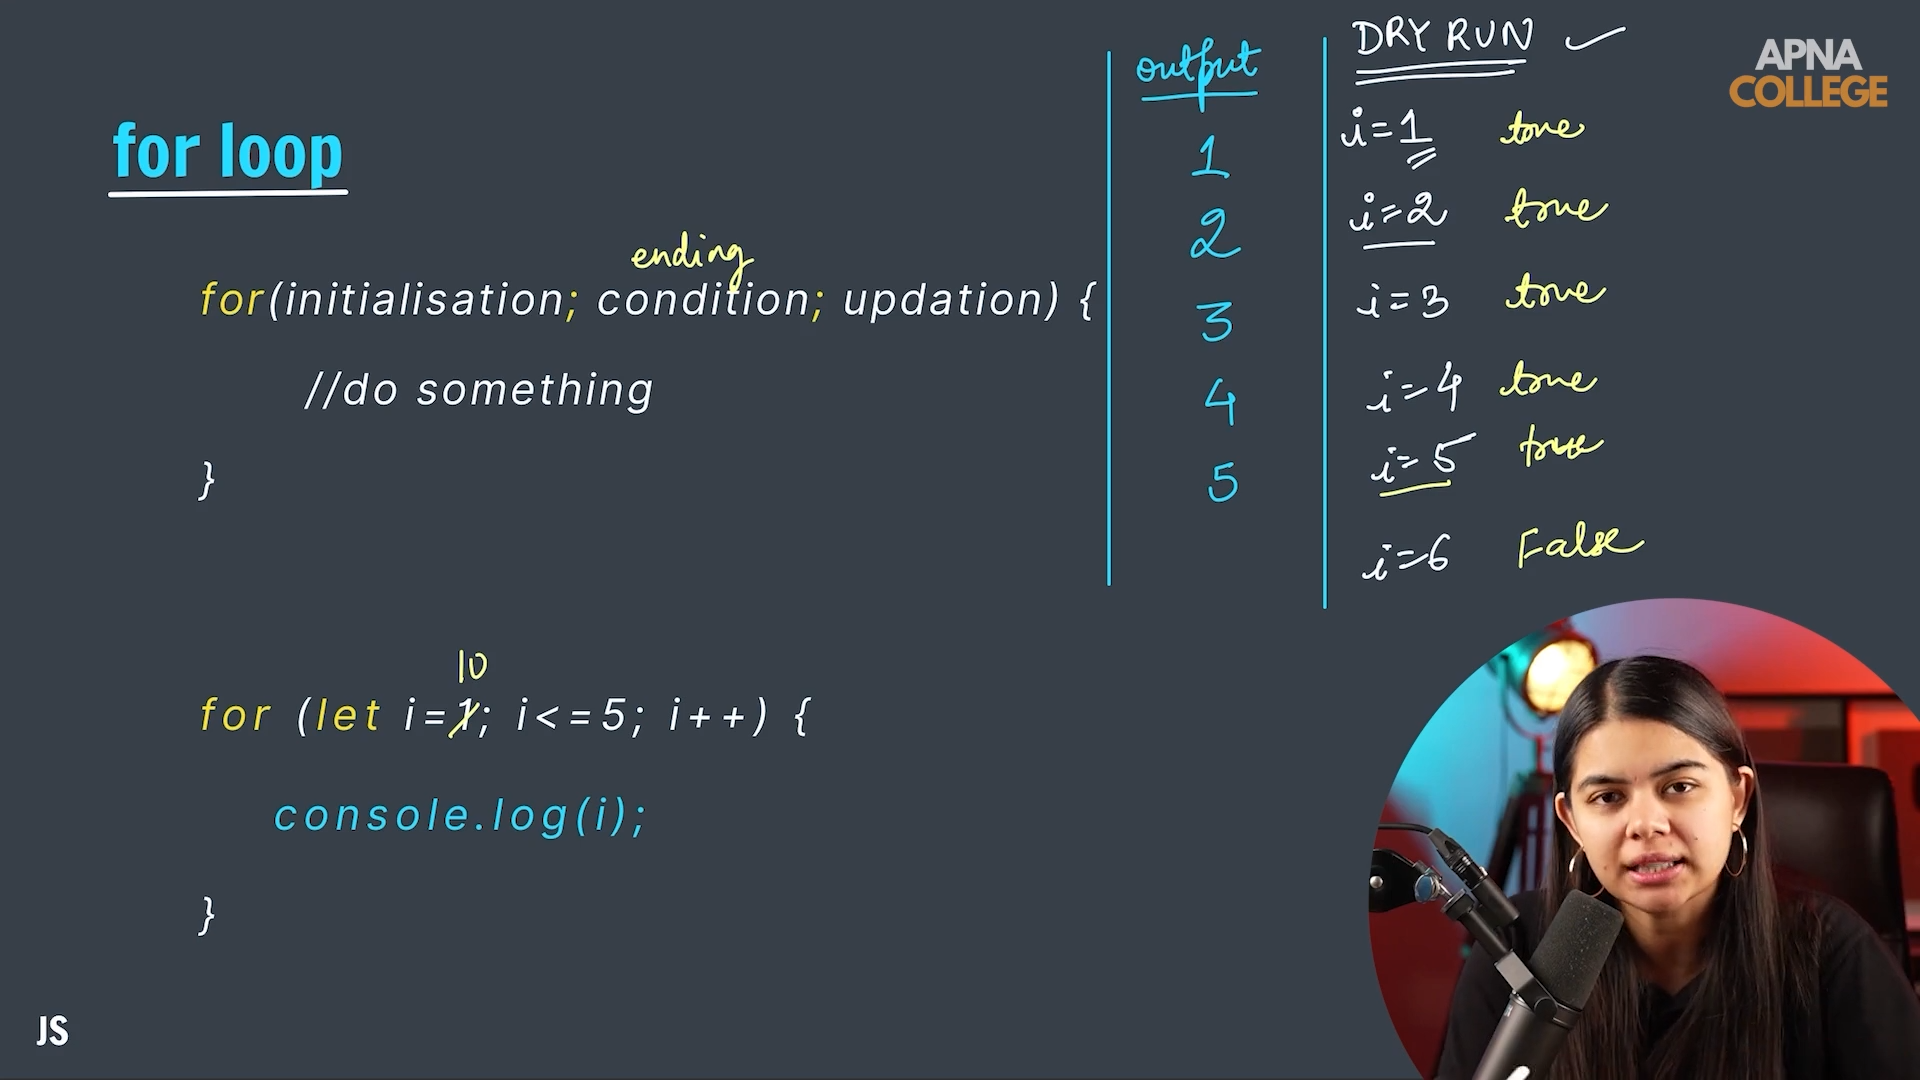 for loop
ending
for(initialisation; condition; updation) {
//do something
}
10
for (let i=1; i<=5; i++) {
console.log(i);
}
JS
output
1
2
3
4
5
DRY RUN
i=1 true
i=2 true
i=3 true
i=4 true
i=5 true
i=6 False
APNA
COLLEGE